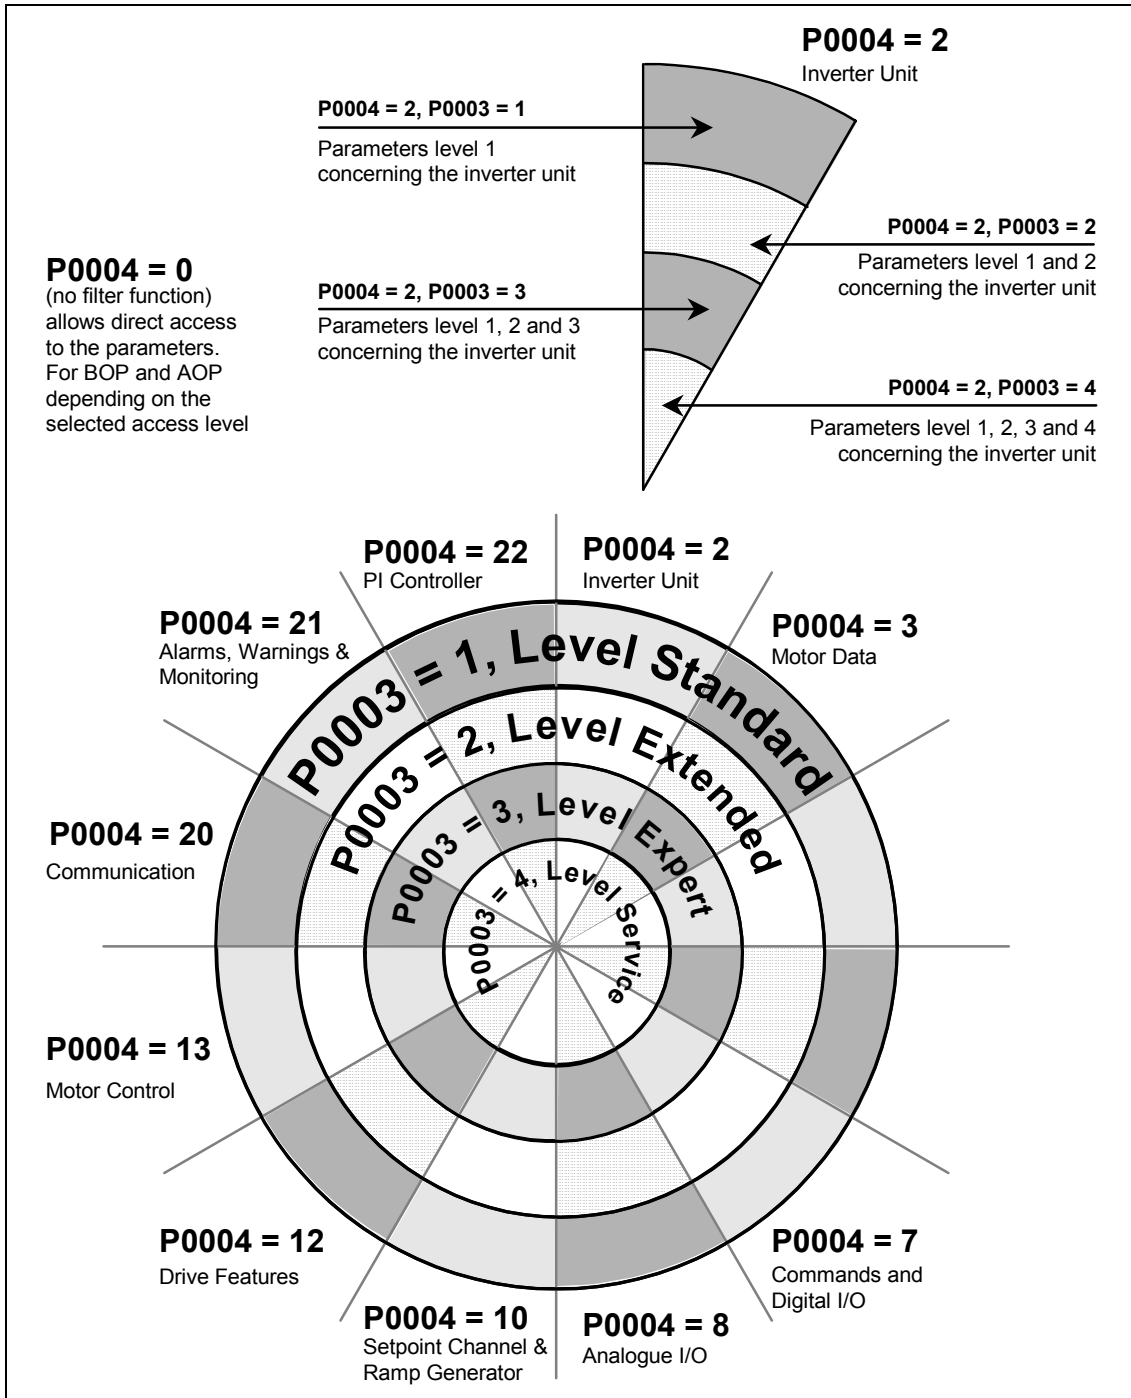 P0004 = 2
Inverter Unit
P0004 = 2, P0003 = 1
Parameters level 1
concerning the inverter unit
P0004 = 2, P0003 = 2
Parameters level 1 and 2
concerning the inverter unit
P0004 = 0
(no filter function)
allows direct access
to the parameters.
For BOP and AOP
depending on the
selected access level
P0004 = 2, P0003 = 3
Parameters level 1, 2 and 3
concerning the inverter unit
P0004 = 2, P0003 = 4
Parameters level 1, 2, 3 and 4
concerning the inverter unit
P0004 = 22
PI Controller
P0004 = 2
Inverter Unit
P0004 = 21
Alarms, Warnings &
Monitoring
P0004 = 3
Motor Data
P0003 = 1, Level Standard
P0003 = 2, Level Extended
P0003 = 3, Level Expert
P0003 = 4, Level Service
P0004 = 20
Communication
P0004 = 13
Motor Control
P0004 = 12
Drive Features
P0004 = 7
Commands and
Digital I/O
P0004 = 10
Setpoint Channel &
Ramp Generator
P0004 = 8
Analogue I/O